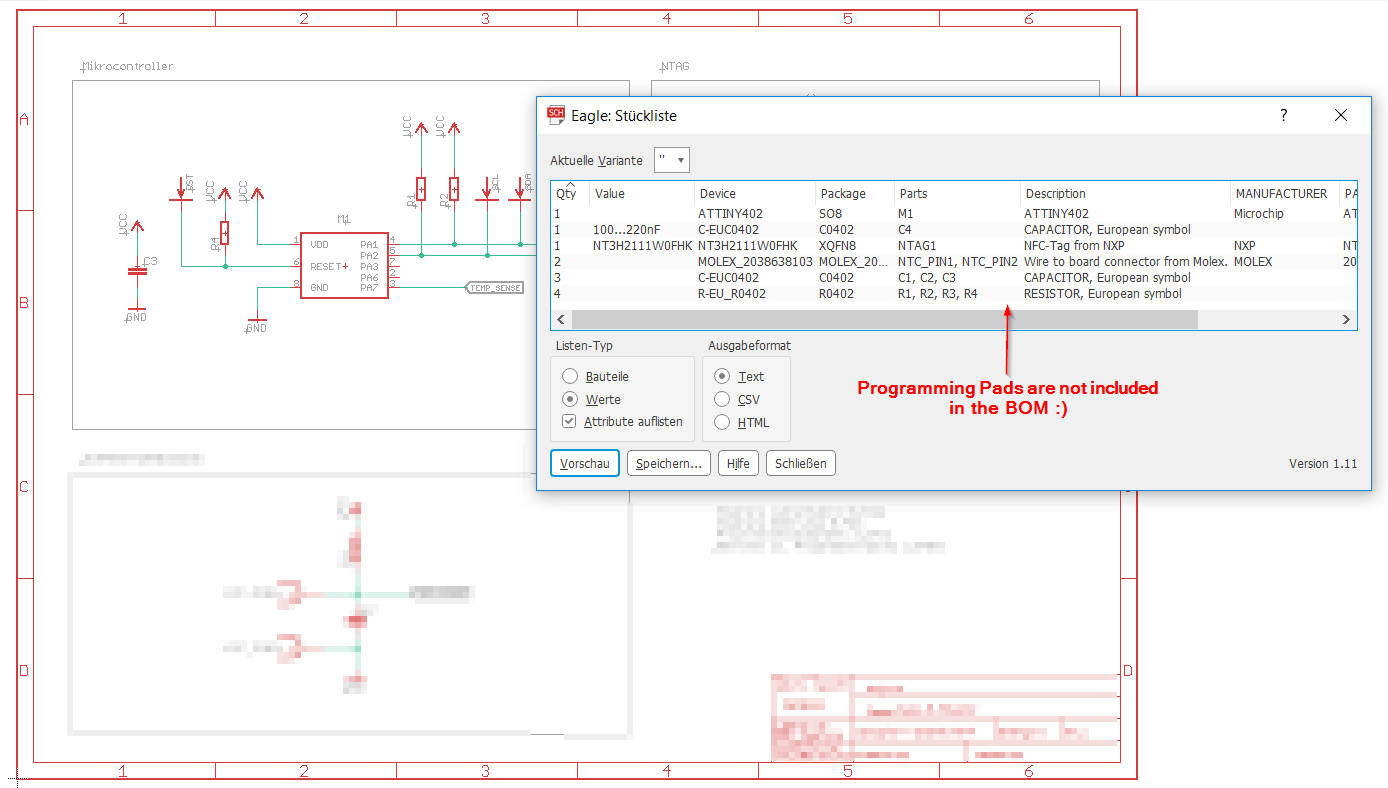 1 2 3 4 5 6
Mikrocontroller
NTAG
A
B
C
D
VCC
VCC
RST
VCC
VCC
VCC
R1
R2
SCL
SDA
R4
C3
GND
M1
1 VDD PA1 4
PA2 5
6 RESET PA3
PA6
8 GND PA7 3
TEMP_SENSE
GND
Eagle: Stückliste
? 
Aktuelle Variante "
Qty Value Device Package Parts Description MANUFACTURER PA
1 ATTINY402 SO8 M1 ATTINY402 Microchip AT
1 100...220nF C-EUC0402 C0402 C4 CAPACITOR, European symbol
1 NT3H2111W0FHK NT3H2111W0FHK XQFN8 NTAG1 NFC-Tag from NXP NXP NT
2 MOLEX_2038638103 MOLEX_20... NTC_PIN1, NTC_PIN2 Wire to board connector from Molex. MOLEX 20
3 C-EUC0402 C0402 C1, C2, C3 CAPACITOR, European symbol
4 R-EU_R0402 R0402 R1, R2, R3, R4 RESISTOR, European symbol
Listen-Typ
Bauteile
Werte
Attribute auflisten
Ausgabeformat
Text
CSV
HTML
Programming Pads are not included
in the BOM :)
Vorschau Speichern... Hilfe Schließen Version 1.11
D
1 2 3 4 5 6